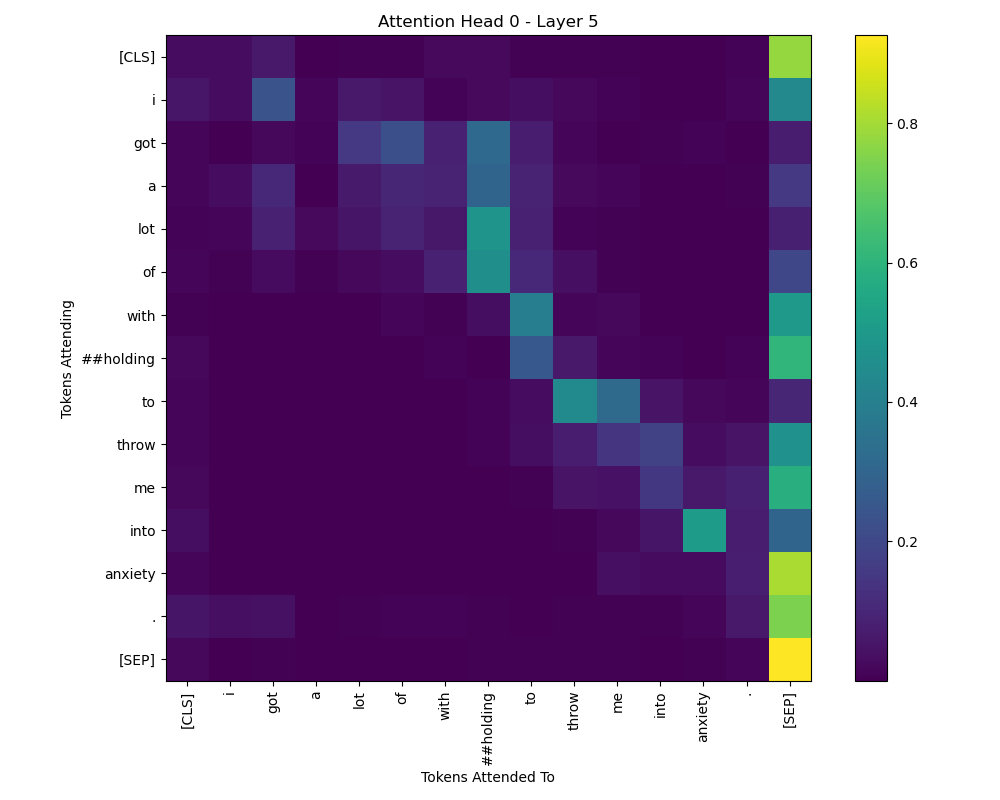 Attention Head 0 - Layer 5
Tokens Attending
[CLS]
i
got
a
lot
of
with
##holding
to
throw
me
into
anxiety
.
[SEP]
[CLS]
i
got
a
lot
of
with
##holding
to
throw
me
into
anxiety
.
[SEP]
Tokens Attended To
0.8
0.6
0.4
0.2